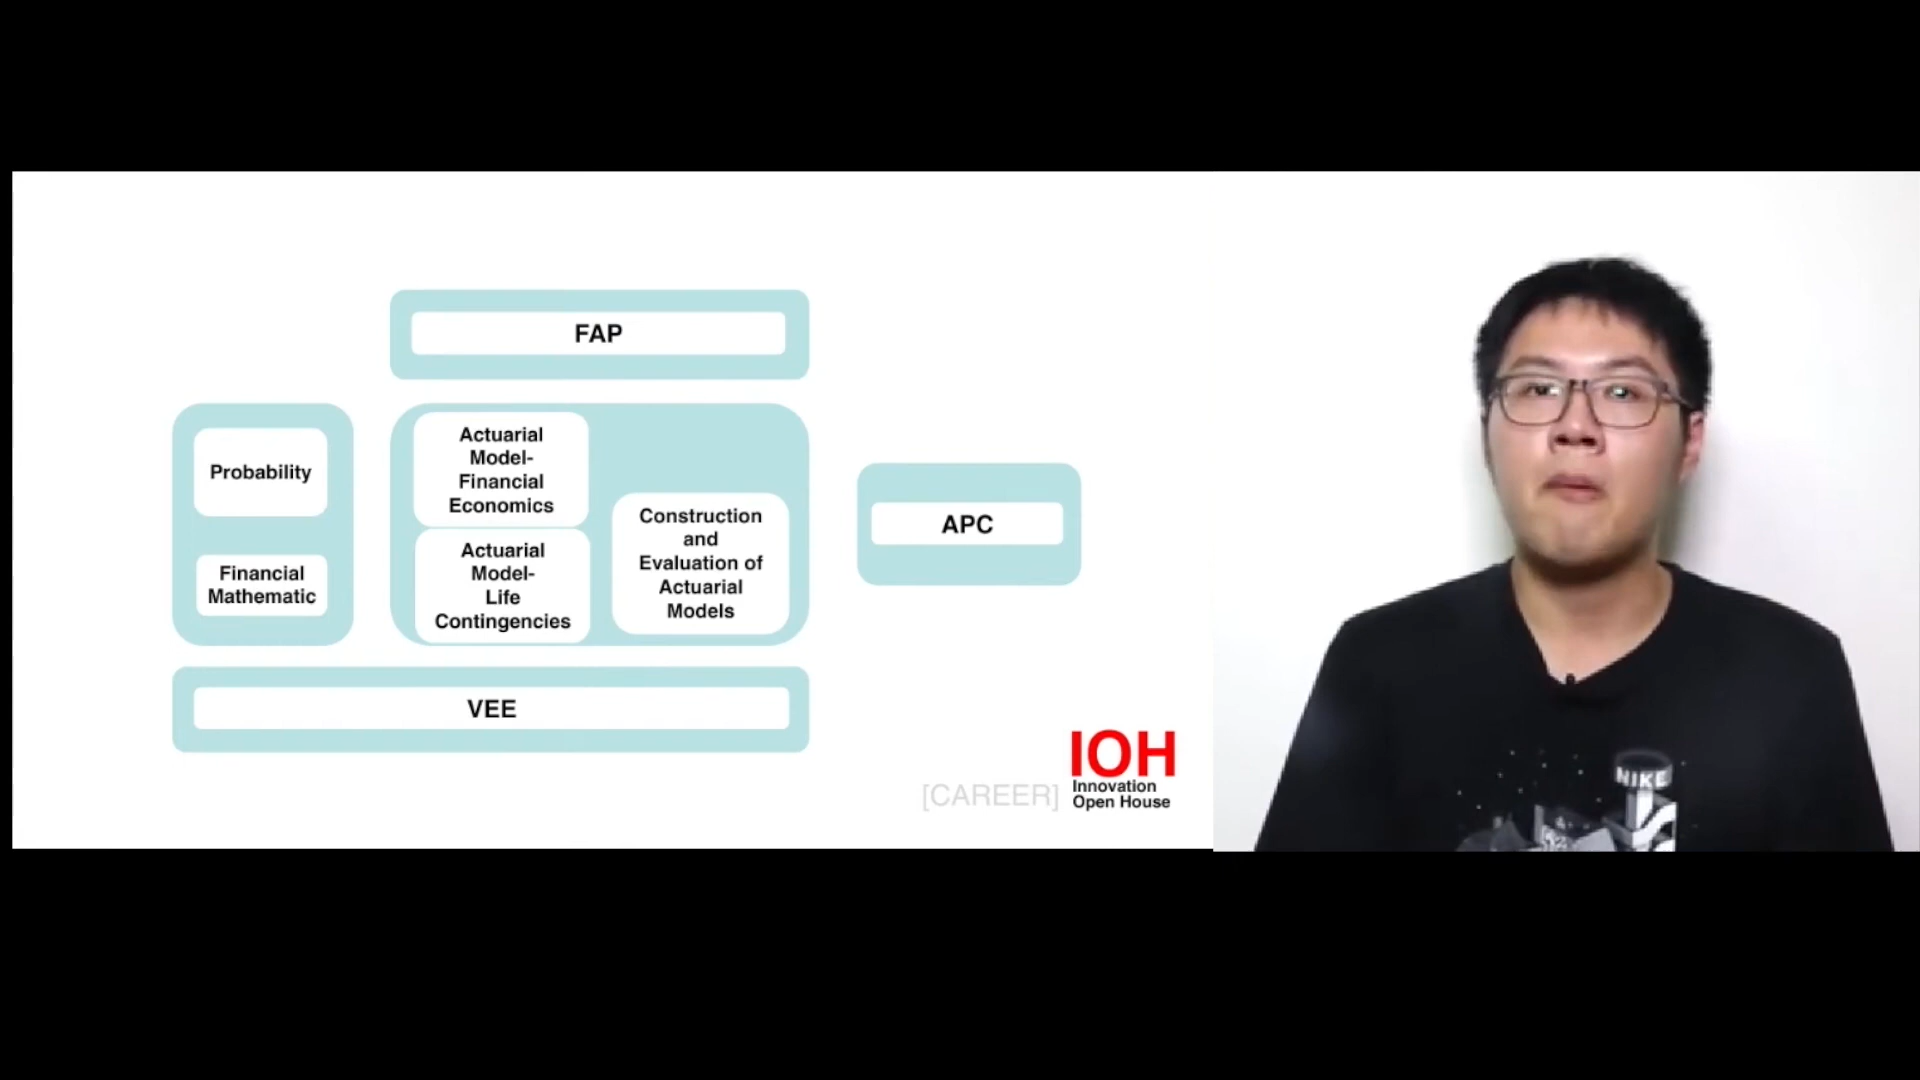 FAP
Probability
Financial
Mathematic
Actuarial
Model-
Financial
Economics
Actuarial
Model-
Life
Contingencies
Construction
and
Evaluation of
Actuarial
Models
APC
VEE
[CAREER]
IOH
Innovation
Open House
NIKE